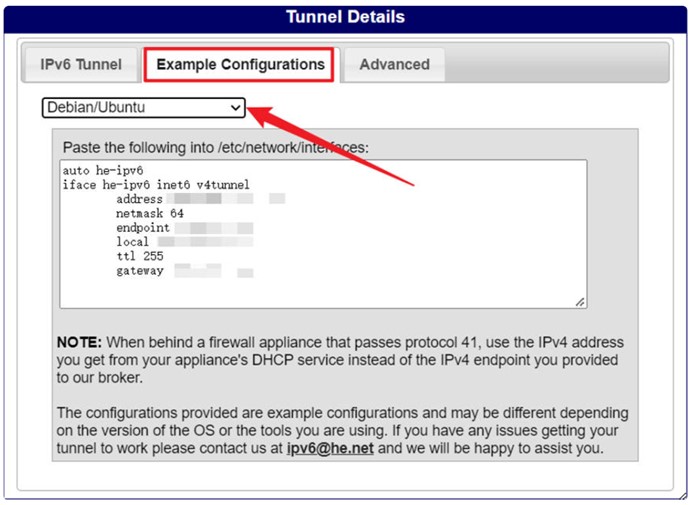 Tunnel Details
IPv6 Tunnel
Example Configurations
Advanced
Debian/Ubuntu
Paste the following into /etc/network/interfaces:
auto he-ipv6
iface he-ipv6 inet6 v4tunnel
address
netmask 64
endpoint
local
ttl 255
gateway
NOTE: When behind a firewall appliance that passes protocol 41, use the IPv4 address
you get from your appliance's DHCP service instead of the IPv4 endpoint you provided
to our broker.
The configurations provided are example configurations and may be different depending
on the version of the OS or the tools you are using. If you have any issues getting your
tunnel to work please contact us at ipv6@he.net and we will be happy to assist you.